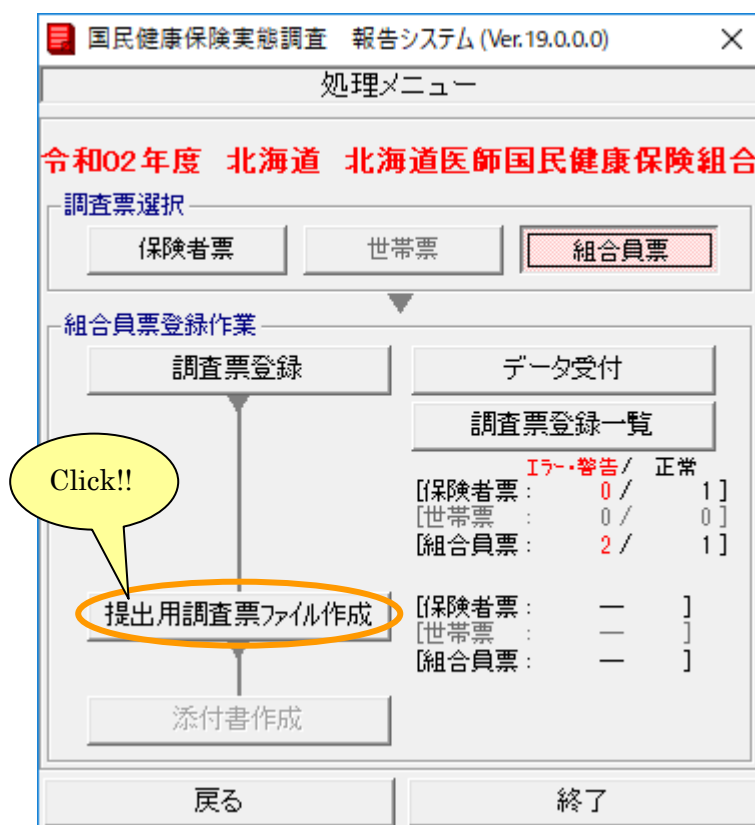 国民健康保険実態調査 報告システム (Ver.19.0.0.0)
処理メニュー
令和02年度 北海道 北海道医師国民健康保険組合
調査票選択
保険者票 世帯票 組合員票
組合員票登録作業
調査票登録 データ受付
調査票登録一覧
エラー・警告/ 正常
[保険者票 : 0 / 1]
[世帯票 : 0 / 0]
[組合員票 : 2 / 1]
Click!!
提出用調査票ファイル作成
[保険者票 : ― ]
[世帯票 : ― ]
[組合員票 : ― ]
添付書作成
戻る 終了